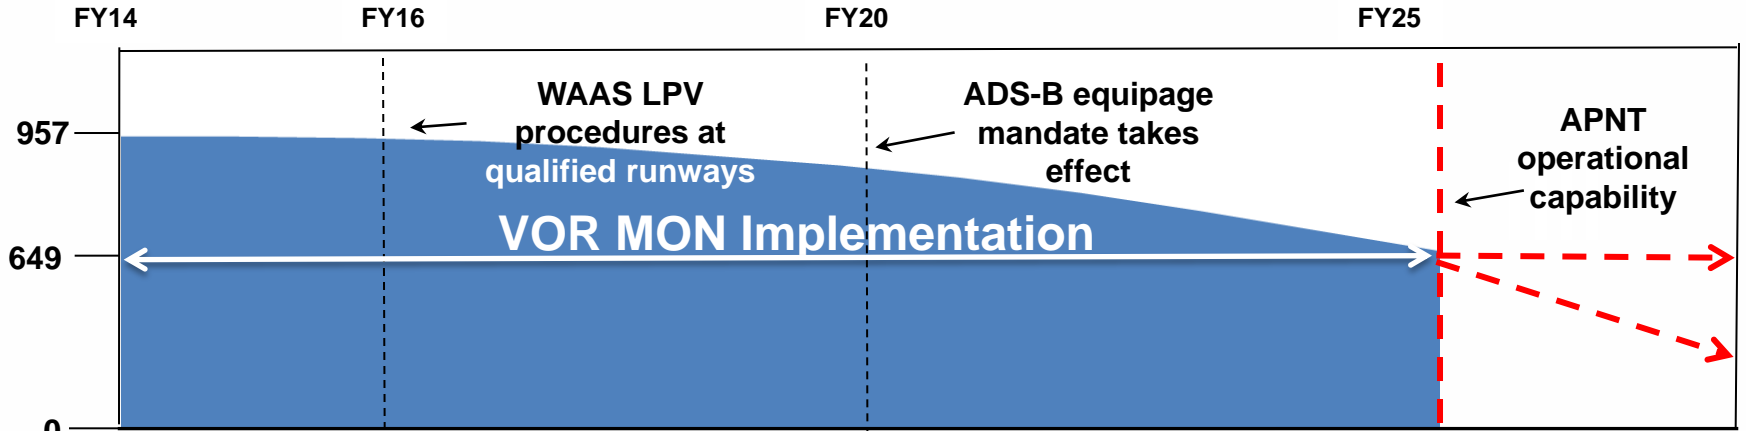 FY14 FY16 FY20 FY25
WAAS LPV
procedures at
qualified runways
ADS-B equipage
mandate takes
effect
APNT
operational
capability
957
VOR MON Implementation
649
0